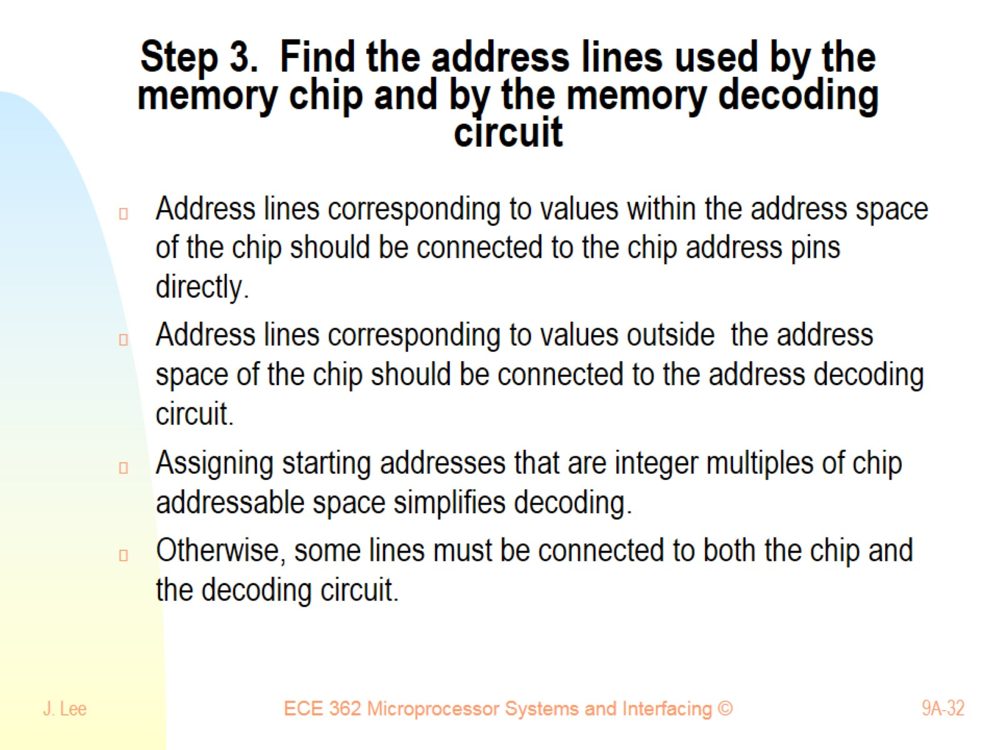 Step 3.  Find the address lines used by the
memory chip and by the memory decoding
circuit
Address lines corresponding to values within the address space
of the chip should be connected to the chip address pins
directly.
Address lines corresponding to values outside  the address
space of the chip should be connected to the address decoding
circuit.
Assigning starting addresses that are integer multiples of chip
addressable space simplifies decoding.
Otherwise, some lines must be connected to both the chip and
the decoding circuit.
J. Lee
ECE 362 Microprocessor Systems and Interfacing ©
9A-32